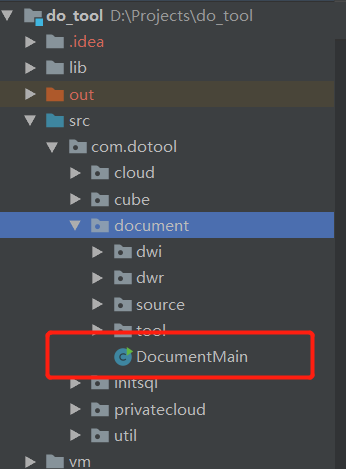 do_tool D:\Projects\do_tool
.idea
lib
out
src
com.dotool
cloud
cube
document
dwi
dwr
source
tool
DocumentMain
initsql
privatecloud
util
vm